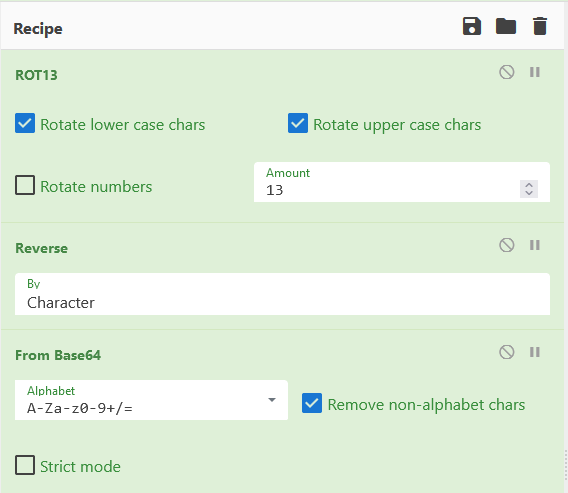 Recipe
ROT13
Rotate lower case chars Rotate upper case chars
Rotate numbers Amount
13
Reverse
By
Character
From Base64
Alphabet
A-Za-z0-9+/= Remove non-alphabet chars
Strict mode